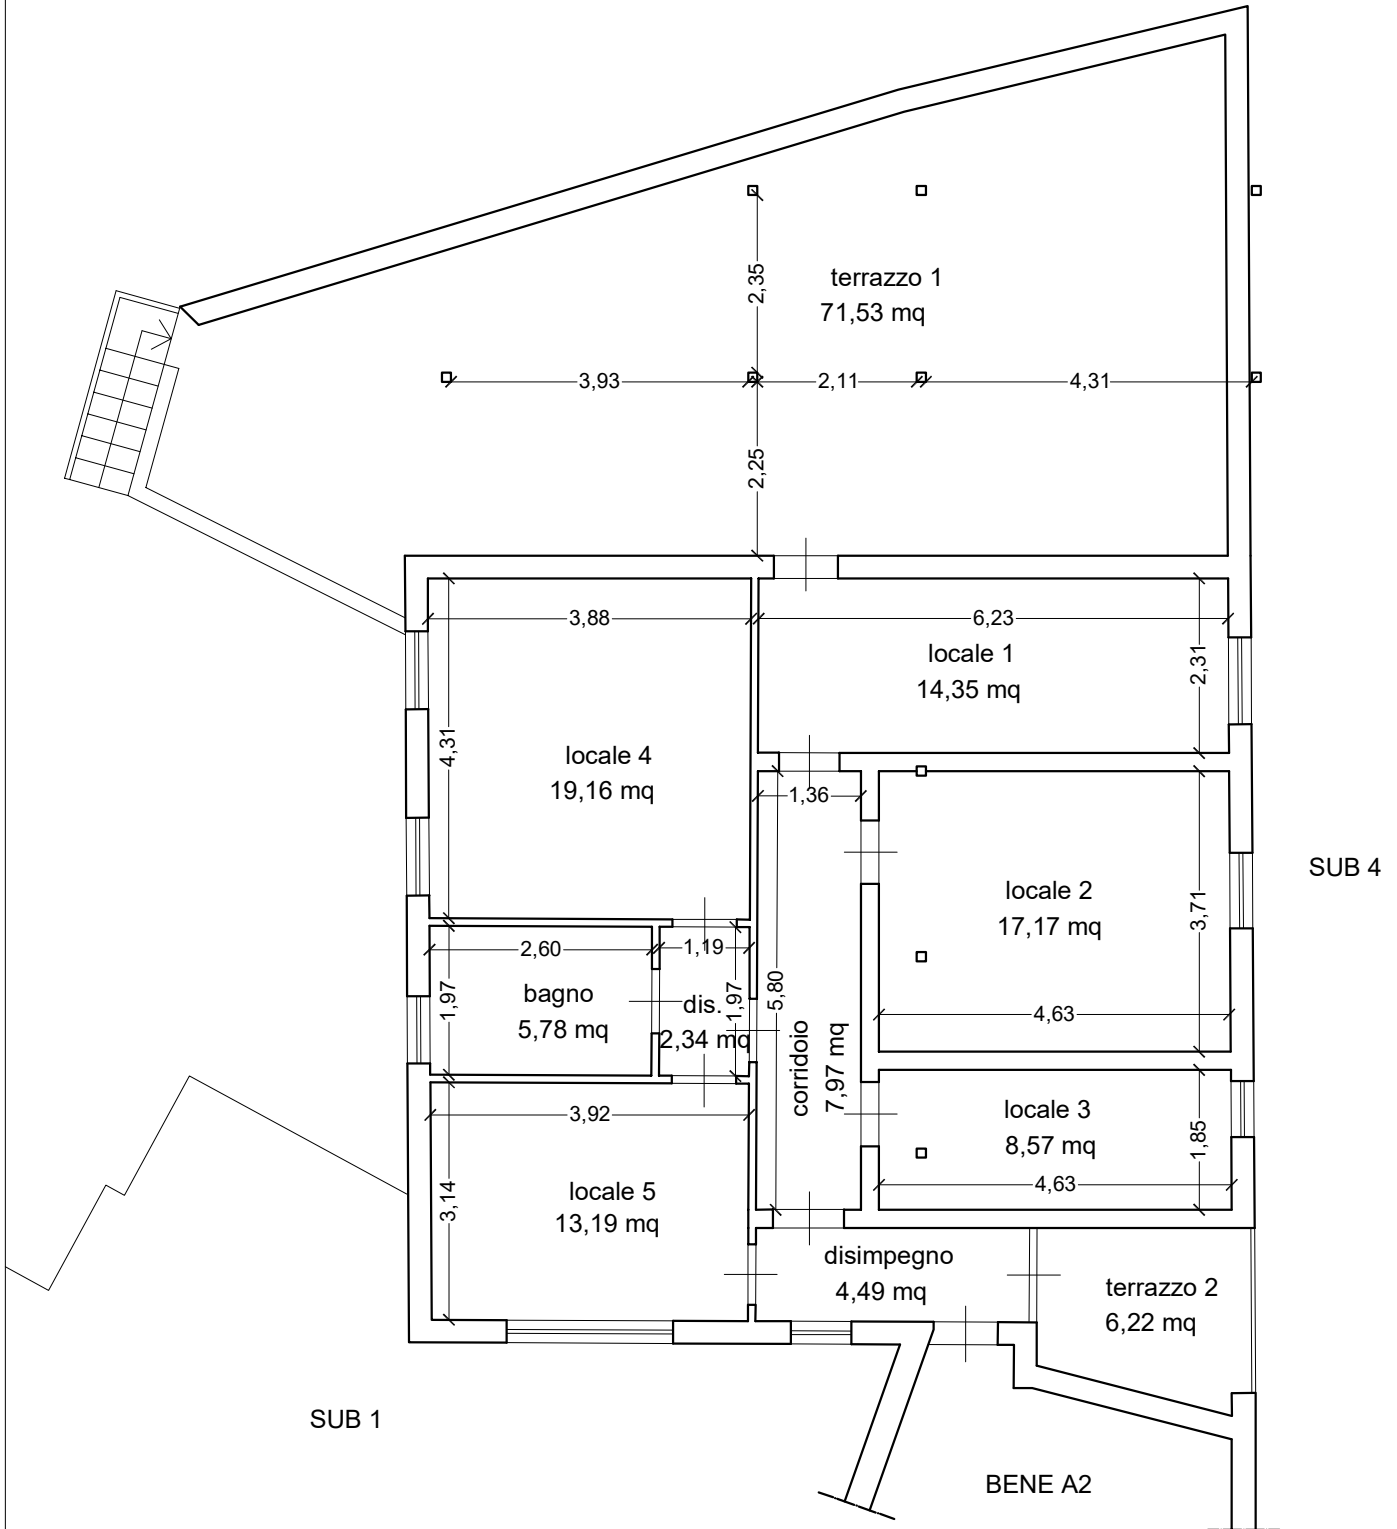 terrazzo 1
71,53 mq
2,35
3,93
2,11
4,31
2,25
3,88
6,23
locale 1
14,35 mq
2,31
4,31
locale 4
19,16 mq
1,36
locale 2
17,17 mq
3,71
SUB 4
2,60
1,19
bagno
5,78 mq
1,97
dis.
2,34 mq
1,97
5,80
corridoio
7,97 mq
4,63
locale 3
8,57 mq
1,85
4,63
3,92
locale 5
13,19 mq
3,14
disimpegno
4,49 mq
terrazzo 2
6,22 mq
SUB 1
BENE A2